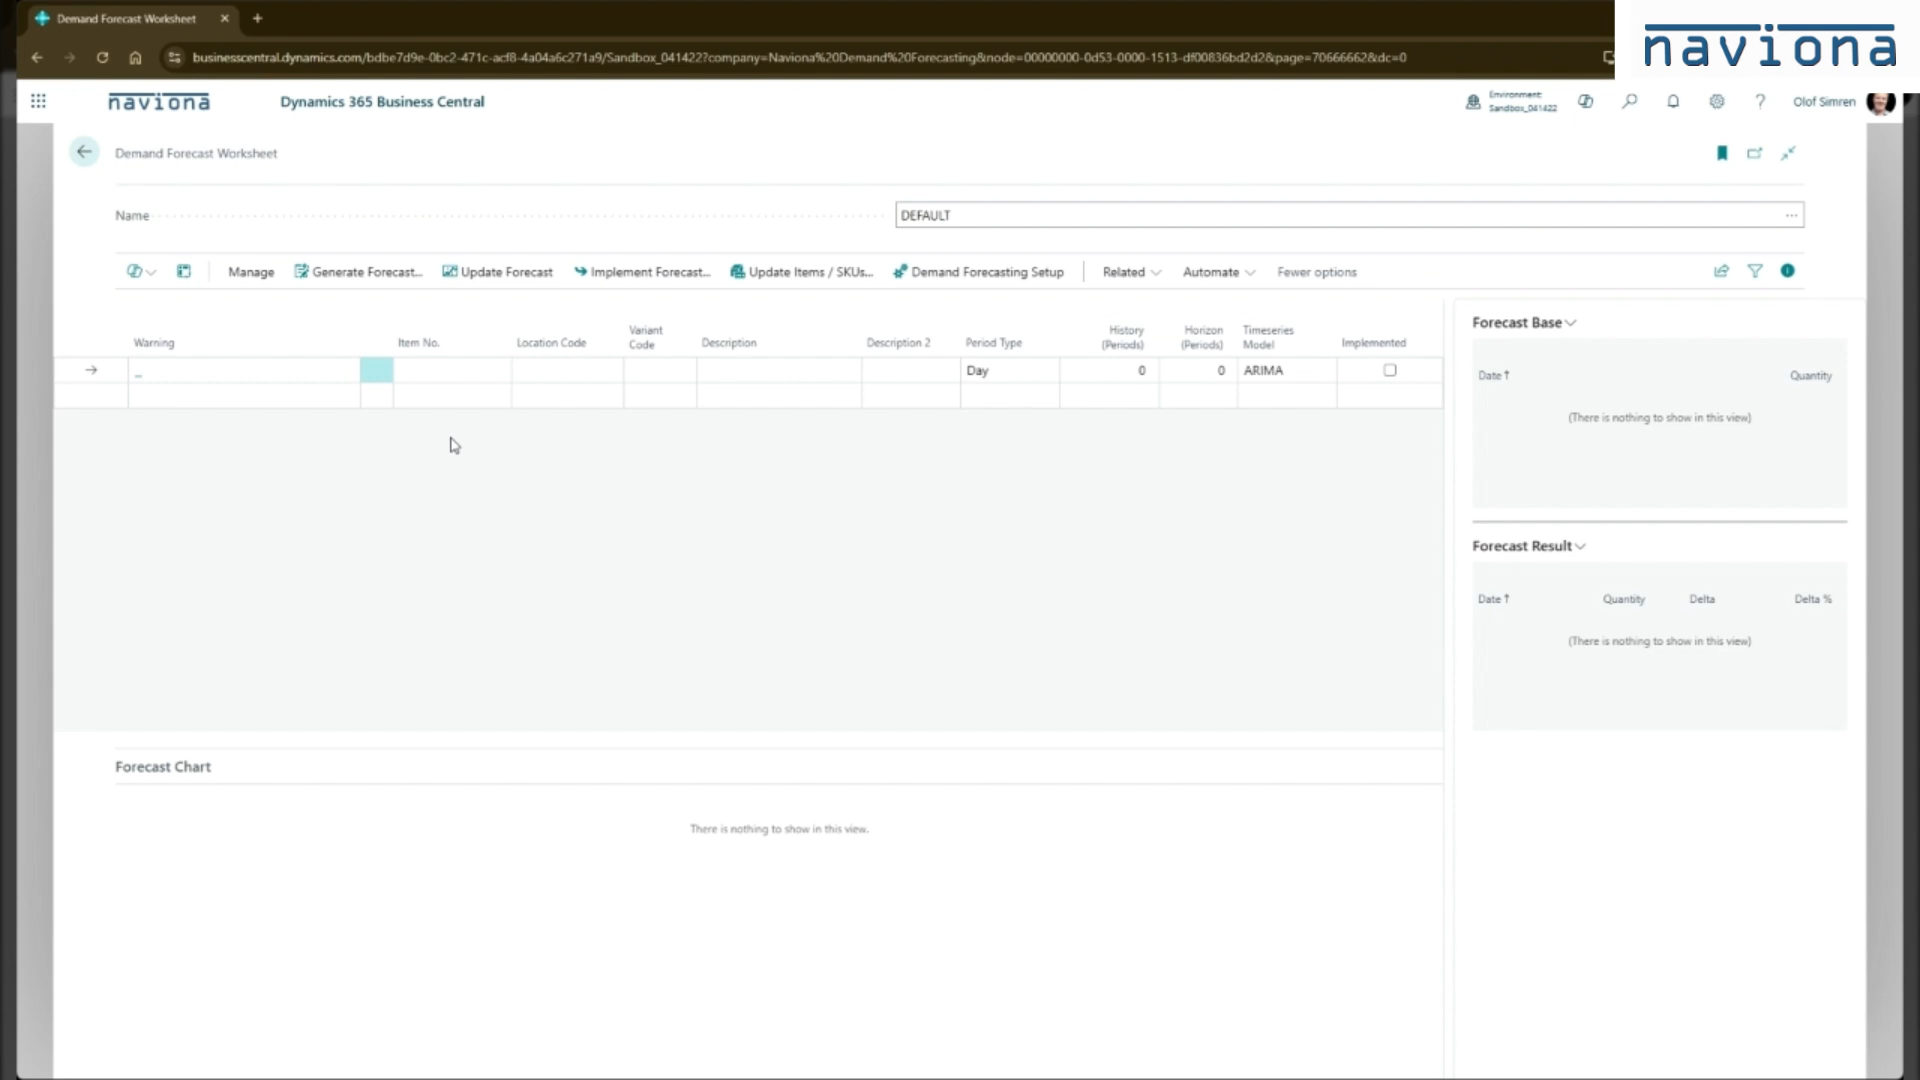 Demand Forecast Worksheet
businesscentral.dynamics.com/bdbe7d9e-0bc2-471c-acf8-4a04a6c271a9/Sandbox_041422?company=Naviona%20Demand%20Forecasting&node=00000000-0d53-0000-1513-df00836bd2d2&page=70666662&dc=0
naviona
naviona
Dynamics 365 Business Central
Environment:
Sandbox_041422
Olof Simren
Demand Forecast Worksheet
Name
DEFAULT
Manage
Generate Forecast...
Update Forecast
Implement Forecast...
Update Items / SKUs...
Demand Forecasting Setup
Related
Automate
Fewer options
Warning
Item No.
Location Code
Variant Code
Description
Description 2
Period Type
History (Periods)
Horizon (Periods)
Timeseries Model
Implemented
_
Day
0
0
ARIMA
Forecast Base
Date ↑
Quantity
(There is nothing to show in this view)
Forecast Result
Date ↑
Quantity
Delta
Delta %
(There is nothing to show in this view)
Forecast Chart
There is nothing to show in this view.